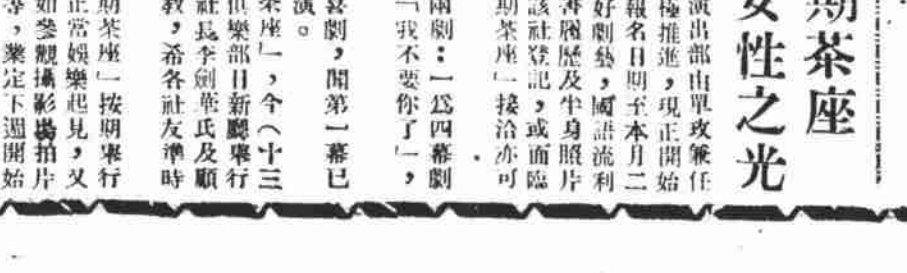 期茶座
女性之光
演出部由單玫兼任
極推進，現正開始
報名日期至本月二
好劇藝，國語流利
書履歷及半身照片
該社登記，或面臨
期茶座」接洽亦可
兩劇：一爲四幕劇
「我不要你了」，
喜劇，聞第一幕已
演。
茶座」，今（十三
俱樂部日新廳舉行
社長李劍華氏及顧
教，希各社友準時
期茶座」按期舉行
正常娛樂起見，又
如參觀攝影場拍片
等，業定下週開始